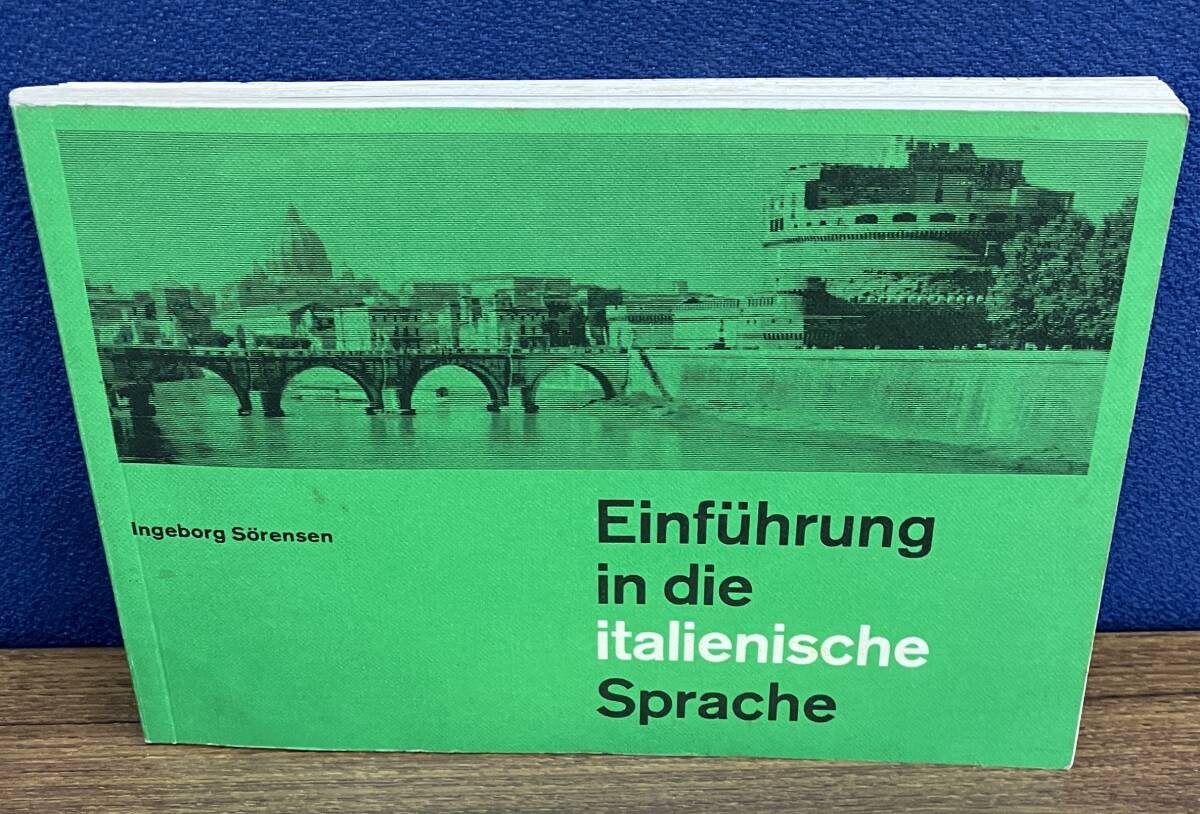 Ingeborg Sörensen
Einführung
in die
italienische
Sprache